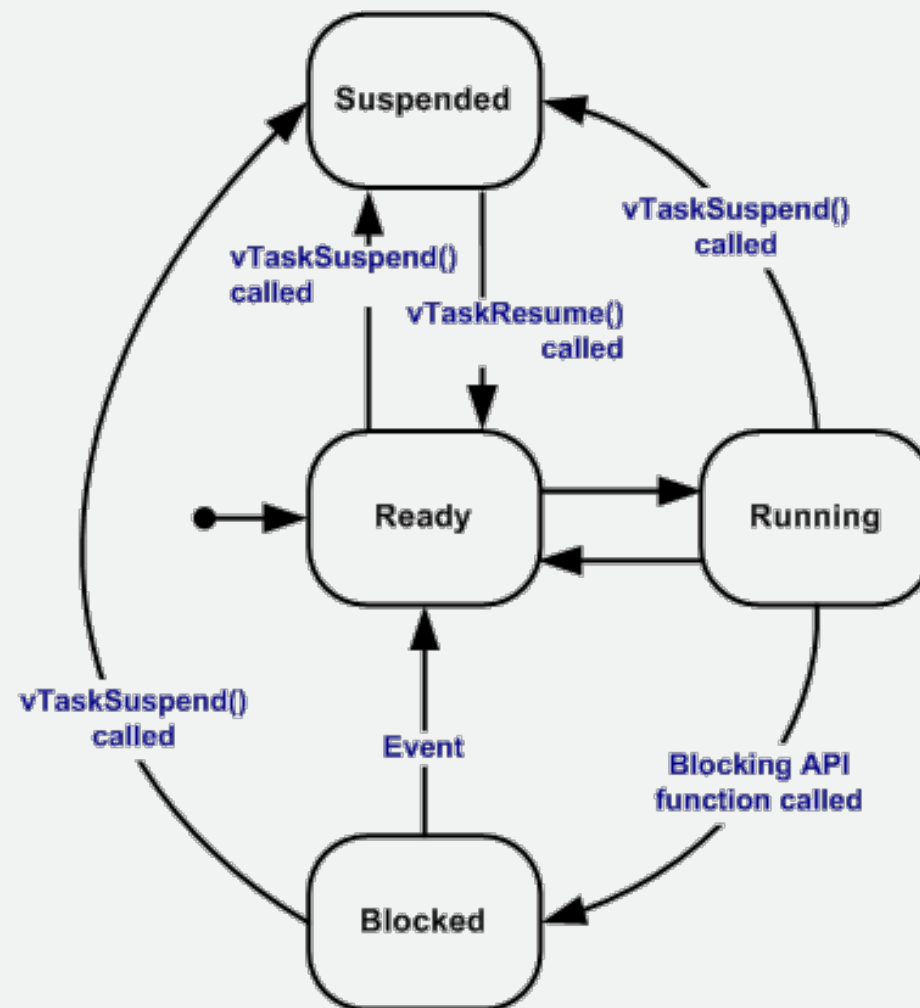 Suspended
vTaskSuspend()
called
vTaskSuspend()
called
vTaskResume()
called
Ready
Running
vTaskSuspend()
called
Event
Blocking API
function called
Blocked